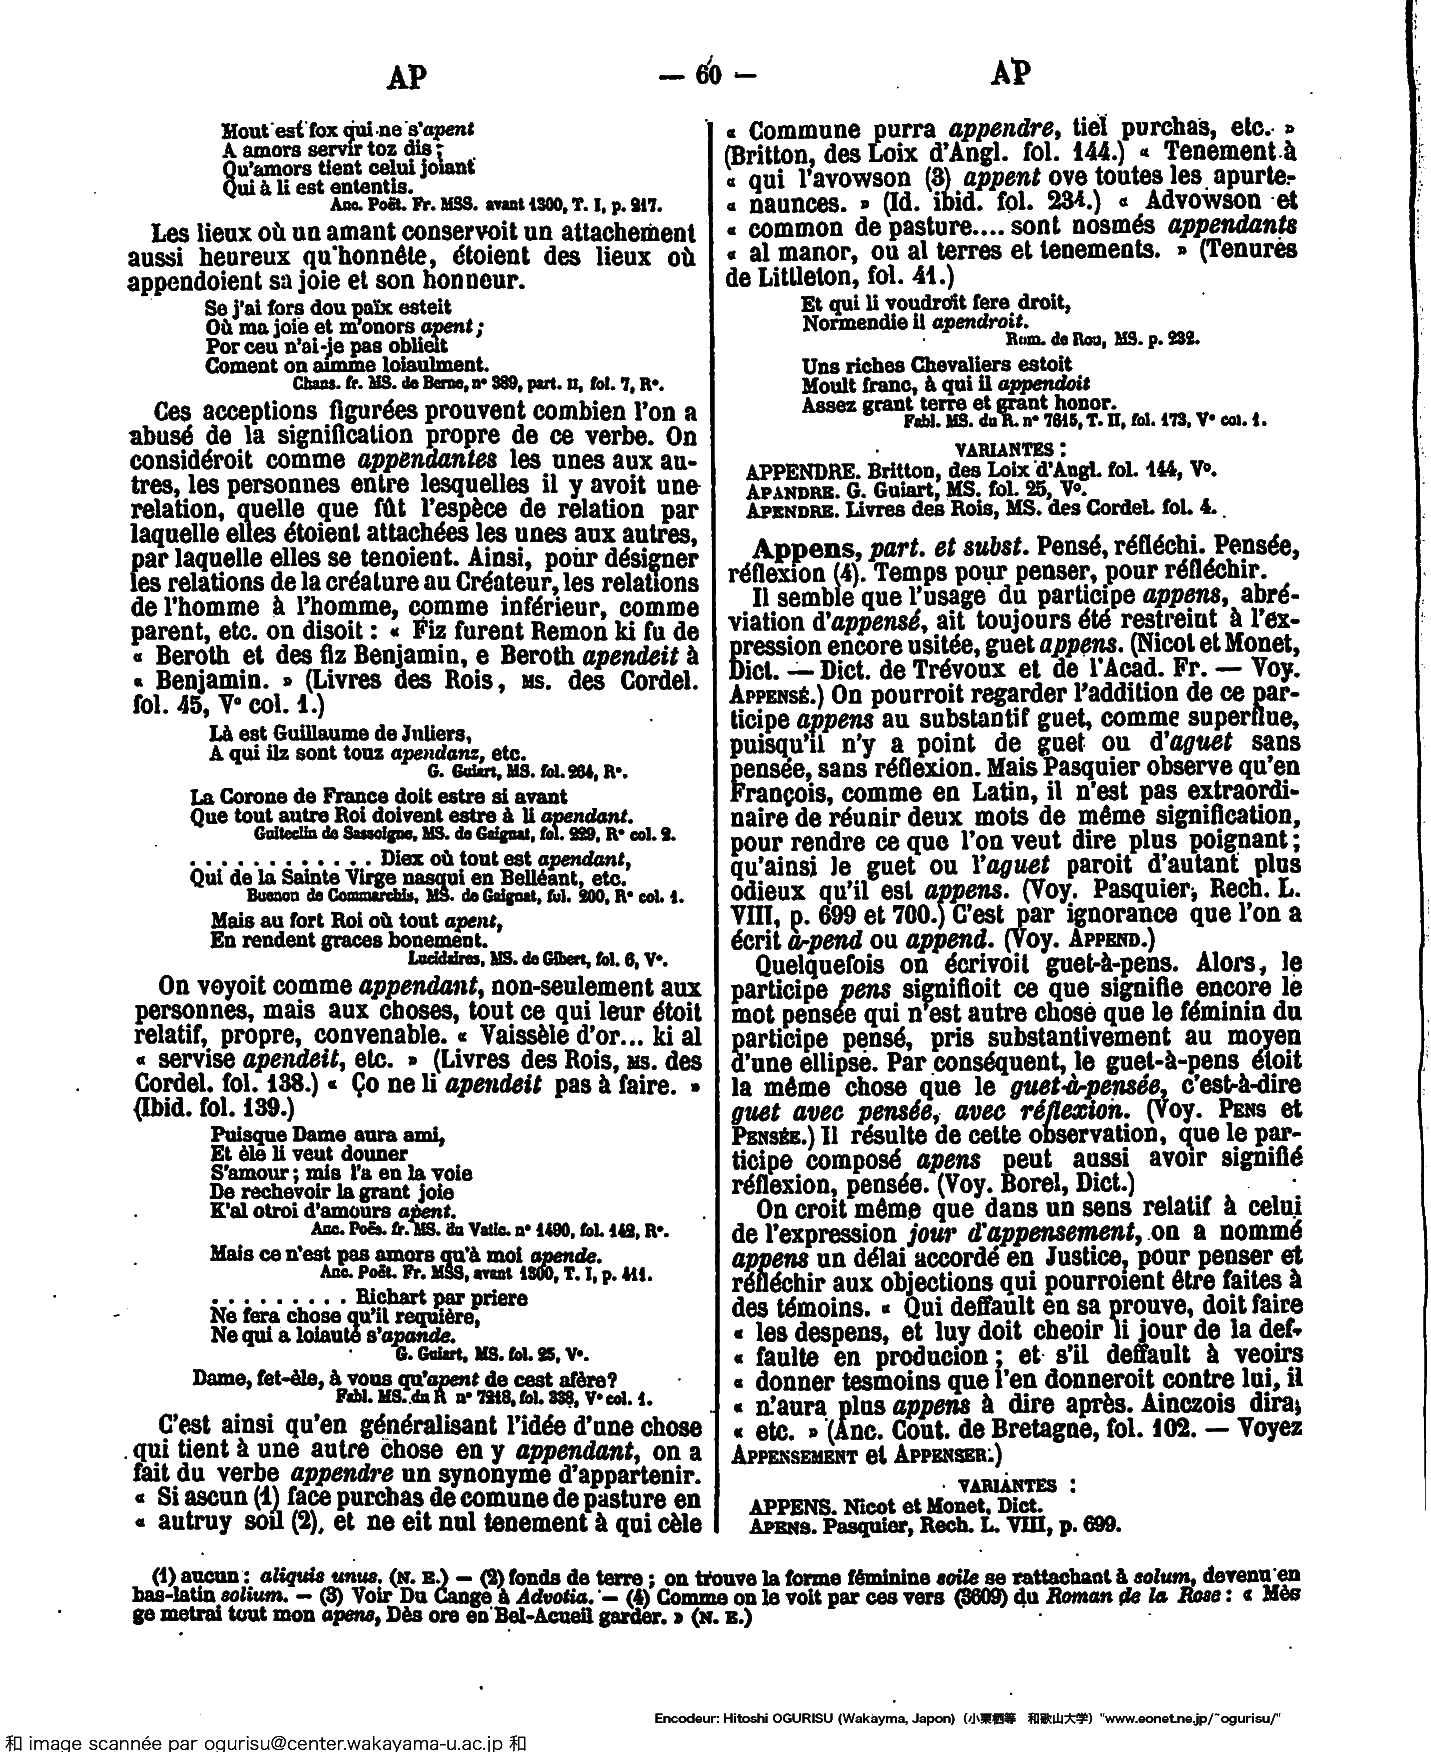 AP — 60 — AP
Mout est fox qui ne s'apent
A amors servir toz dis ;
Qu'amors tient celui joiant
Qui à li est ententis.
Anc. Poët. Fr. MSS. avant 1300, T. I, p. 217.
Les lieux où un amant conservoit un attachement
aussi heureux qu'honnête, étoient des lieux où
appendoient sa joie et son honneur.
Se j'ai fors dou païx esteit
Où ma joie et m'onors apent ;
Por ceu n'ai-je pas oblieit
Coment on aimme loiaulment.
Chans. fr. MS. de Berne, nº 389, part. II, fol. 7, Rº.
Ces acceptions figurées prouvent combien l'on a
abusé de la signification propre de ce verbe. On
considéroit comme appendantes les unes aux au-
tres, les personnes entre lesquelles il y avoit une
relation, quelle que fût l'espèce de relation par
laquelle elles étoient attachées les unes aux autres,
par laquelle elles se tenoient. Ainsi, pour désigner
les relations de la créature au Créateur, les relations
de l'homme à l'homme, comme inférieur, comme
parent, etc. on disoit : « Fiz furent Remon ki fu de
« Beroth et des fiz Benjamin, e Beroth apendeit à
« Benjamin. » (Livres des Rois, MS. des Cordel.
fol. 45, Vº col. 1.)
Là est Guillaume de Juliers,
A qui ilz sont touz apendanz, etc.
G. Guiart, MS. fol. 264, Rº.
La Corone de France doit estre si avant
Que tout autre Roi doivent estre à li apendant.
Guiteclin de Sassoigne, MS. de Gaignat, fol. 229, Rº col. 2.
. . . . . . . . . . . . Diex où tout est apendant,
Qui de la Sainte Virge nasqui en Belléant, etc.
Buenon de Commarchis, MS. de Gaignat, fol. 200, Rº col. 1.
Mais au fort Roi où tout apent,
En rendent graces bonement.
Lucidaires, MS. de Gibert, fol. 6, Vº.
On voyoit comme appendant, non-seulement aux
personnes, mais aux choses, tout ce qui leur étoit
relatif, propre, convenable. « Vaissèle d'or... ki al
« servise apendeit, etc. » (Livres des Rois, MS. des
Cordel. fol. 138.) « Ço ne li apendeit pas à faire. »
(Ibid. fol. 139.)
Puisque Dame aura ami,
Et èle li veut douner
S'amour ; mis l'a en la voie
De rechevoir la grant joie
K'al otroi d'amours apent.
Anc. Poës. fr. MS. du Vatic. nº 1490, fol. 142, Rº.
Mais ce n'est pas amors qu'à moi apende.
Anc. Poët. Fr. MSS, avant 1300, T. I, p. 411.
. . . . . . . . . Richart par priere
Ne fera chose qu'il requière,
Ne qui a loiauté s'apande.
G. Guiart, MS. fol. 25, Vº.
Dame, fet-èle, à vous qu'apent de cest afère?
Fabl. MS. du R nº 7218, fol. 338, Vº col. 1.
C'est ainsi qu'en généralisant l'idée d'une chose
qui tient à une autre chose en y appendant, on a
fait du verbe appendre un synonyme d'appartenir.
« Si ascun (1) face purchas de comune de pasture en
« autruy soil (2), et ne eit nul tenement à qui cèle
« Commune purra appendre, tiel purchas, etc. »
(Britton, des Loix d'Angl. fol. 144.) « Tenement à
« qui l'avowson (3) appent ove toutes les apurte-
« naunces. » (Id. ibid. fol. 234.) « Advowson et
« common de pasture.... sont nosmés appendants
« al manor, ou al terres et tenements. » (Tenures
de Littleton, fol. 41.)
Et qui li voudroit fere droit,
Normendie il apendroit.
Rom. de Rou, MS. p. 232.
Uns riches Chevaliers estoit
Moult franc, à qui il appendoit
Assez grant terre et grant honor.
Fabl. MS. du R. nº 7615, T. II, fol. 173, Vº col. 1.
VARIANTES :
APPENDRE. Britton, des Loix d'Angl. fol. 144, Vº.
APANDRE. G. Guiart, MS. fol. 25, Vº.
APENDRE. Livres des Rois, MS. des Cordel. fol. 4.
Appens, part. et subst. Pensé, réfléchi. Pensée,
réflexion (4). Temps pour penser, pour réfléchir.
Il semble que l'usage du participe appens, abré-
viation d'appensé, ait toujours été restreint à l'ex-
pression encore usitée, guet appens. (Nicot et Monet,
Dict. — Dict. de Trévoux et de l'Acad. Fr. — Voy.
APPENSÉ.) On pourroit regarder l'addition de ce par-
ticipe appens au substantif guet, comme superflue,
puisqu'il n'y a point de guet ou d'aguet sans
pensée, sans réflexion. Mais Pasquier observe qu'en
François, comme en Latin, il n'est pas extraordi-
naire de réunir deux mots de même signification,
pour rendre ce que l'on veut dire plus poignant ;
qu'ainsi le guet ou l'aguet paroit d'autant plus
odieux qu'il est appens. (Voy. Pasquier, Rech. L.
VIII, p. 699 et 700.) C'est par ignorance que l'on a
écrit à-pend ou append. (Voy. APPEND.)
Quelquefois on écrivoit guet-à-pens. Alors, le
participe pens signifioit ce que signifie encore le
mot pensée qui n'est autre chose que le féminin du
participe pensé, pris substantivement au moyen
d'une ellipse. Par conséquent, le guet-à-pens étoit
la même chose que le guet-à-pensée, c'est-à-dire
guet avec pensée, avec réflexion. (Voy. PENS et
PENSÉE.) Il résulte de cette observation, que le par-
ticipe composé apens peut aussi avoir signifié
réflexion, pensée. (Voy. Borel, Dict.)
On croit même que dans un sens relatif à celui
de l'expression jour d'appensement, on a nommé
appens un délai accordé en Justice, pour penser et
réfléchir aux objections qui pourroient être faites à
des témoins. « Qui deffault en sa prouve, doit faire
« les despens, et luy doit cheoir li jour de la def-
« faulte en producion ; et s'il deffault à veoirs
« donner tesmoins que l'en donneroit contre lui, il
« n'aura plus appens à dire après. Ainczois dira,
« etc. » (Anc. Cout. de Bretagne, fol. 102. — Voyez
APPENSEMENT et APPENSER.)
VARIANTES :
APPENS. Nicot et Monet, Dict.
APENS. Pasquier, Rech. L. VIII, p. 699.
(1) aucun : aliquis unus. (N. E.) — (2) fonds de terre ; on trouve la forme féminine soile se rattachant à solum, devenu en
bas-latin solium. — (3) Voir Du Cange à Advotia. — (4) Comme on le voit par ces vers (3609) du Roman de la Rose : « Mès
ge metrai tout mon apens, Dès ore en Bel-Acueil garder. » (N. E.)
Encodeur: Hitoshi OGURISU (Wakayma, Japon) (小栗栖等 和歌山大学) "www.eonet.ne.jp/~ogurisu/"
和 image scannée par ogurisu@center.wakayama-u.ac.jp 和